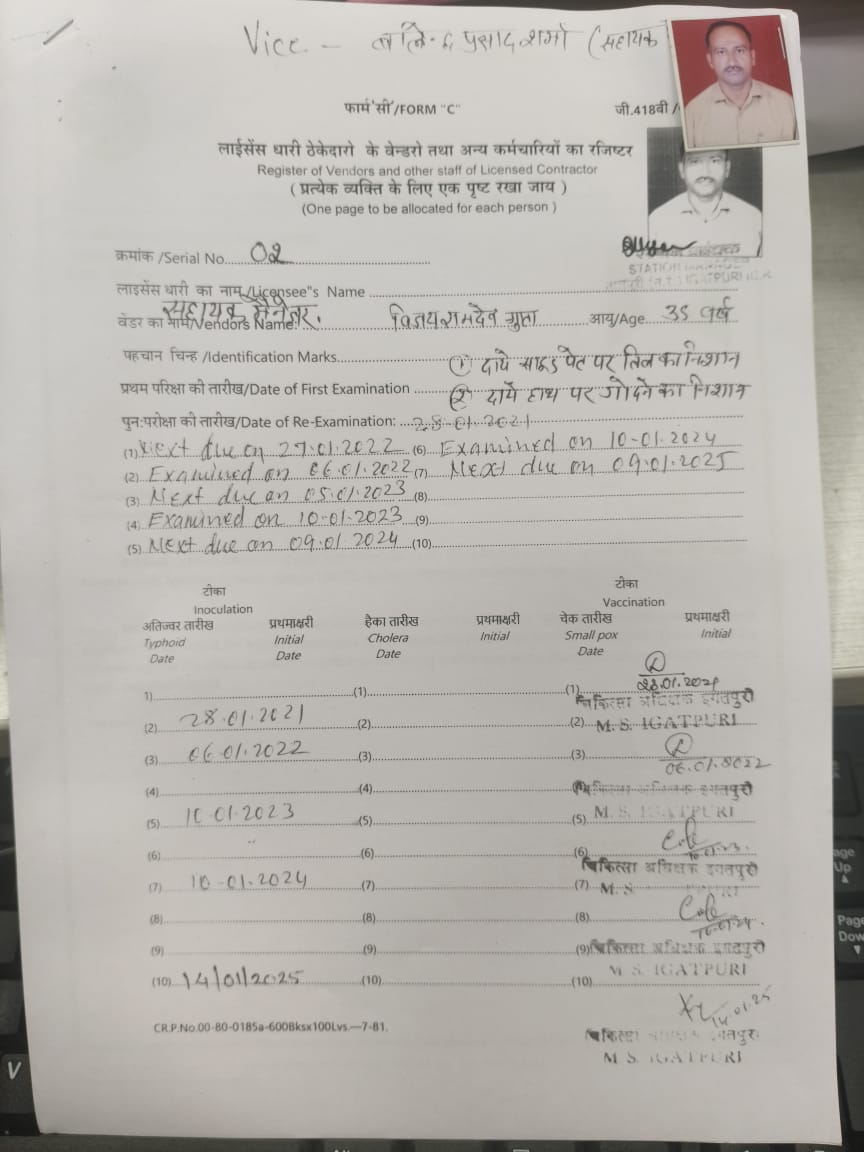 Vice - प्रसाद शर्मा (सहायक
फार्म 'सी'/FORM "C"
जी.418बी/
लाईसेंस धारी ठेकेदारो के वेन्डरो तथा अन्य कर्मचारियों का रजिष्टर
Register of Vendors and other staff of Licensed Contractor
( प्रत्येक व्यक्ति के लिए एक पृष्ट रखा जाय )
(One page to be allocated for each person )
क्रमांक /Serial No. 02
STATION
IGATPURI
लाइसेंस धारी का नाम/Licensee"s Name
सहायक मैनेजर.
वेंडर का नाम/Vendors Name: विजय रामदेव गुप्ता आयु/Age 35 वर्ष
पहचान चिन्ह /Identification Marks (1) दाये साइड पेट पर तिल का निशान
प्रथम परिक्षा की तारीख/Date of First Examination (2) दाये हाथ पर गोदने का निशान
पुन:परीक्षा की तारीख/Date of Re-Examination: 28.01.2021
(1) Next due on 27.01.2022 (6) Examined on 10-01.2024
(2) Examined on 06.01.2022 (7) Next due on 09.01.2025
(3) Next due on 05.01.2023 (8)
(4) Examined on 10-01.2023 (9)
(5) Next due on 09.01.2024 (10)
टीका टीका
Inoculation Vaccination
अतिज्वर तारीख प्रथमाक्षरी हैका तारीख प्रथमाक्षरी चेक तारीख प्रथमाक्षरी
Typhoid Initial Cholera Initial Small pox Initial
Date Date Date Date
1) (1) (1) 28.01.2021
चिकित्सा अधिक्षक इगतपुरी
(2) 28.01.2021 (2) (2) M.S. IGATPURI
(3) 06.01.2022 (3) (3)
06.01.2022
(4) (4) चिकित्सा अधिक्षक इगतपुरी
(5) 10.01.2023 (5) (5) M.S. IGATPURI
(6) (6) (6) 10.01.23
चिकित्सा अधिक्षक इगतपुरी
(7) 10-01.2024 (7) (7) M.S.
(8) (8) (8) 10.01.24
(9) (9) (9) चिकित्सा अधिक्षक इगतपुरी
(10) 14/01/2025 (10) (10) M S IGATPURI
14.01.25
C.R.P.No.00-80-0185a-600Bksx100Lvs.—7-81.
चिकित्सा अधिक्षक इगतपुरी
M S IGATPURI